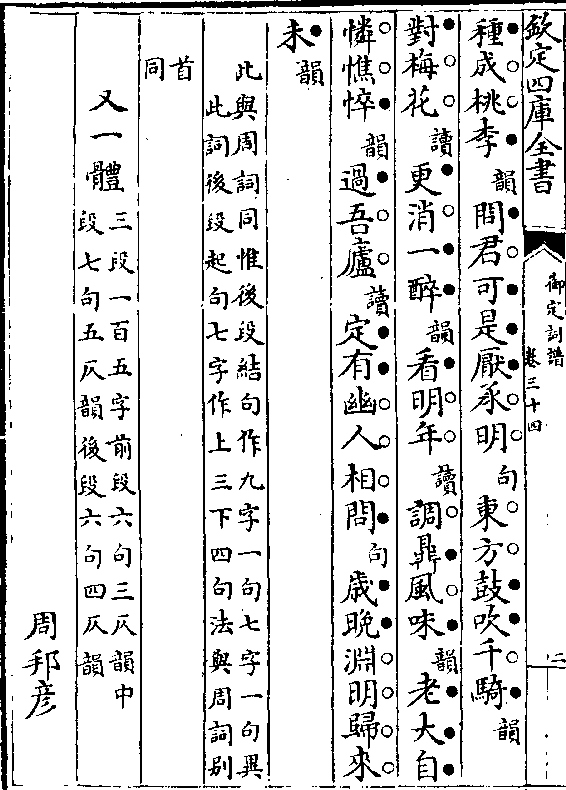 欽定四庫全書
御定詞譜
卷三十四
二
種成桃李韻問君可是厭承明句東方鼓吹千騎韻
對梅花讀更消一醉韻看明年讀調鼎風味韻老大自
憐憔悴韻過吾廬讀定有幽人相問句歲晚淵明歸來
未韻
此與周詞同惟後段結句作九字一句七字一句異
此詞後段起句七字作上三下四句法與周詞别
首
同
又一體三段一百五字前段六句三仄韻中
段七句五仄韻後段六句四仄韻
周邦彦